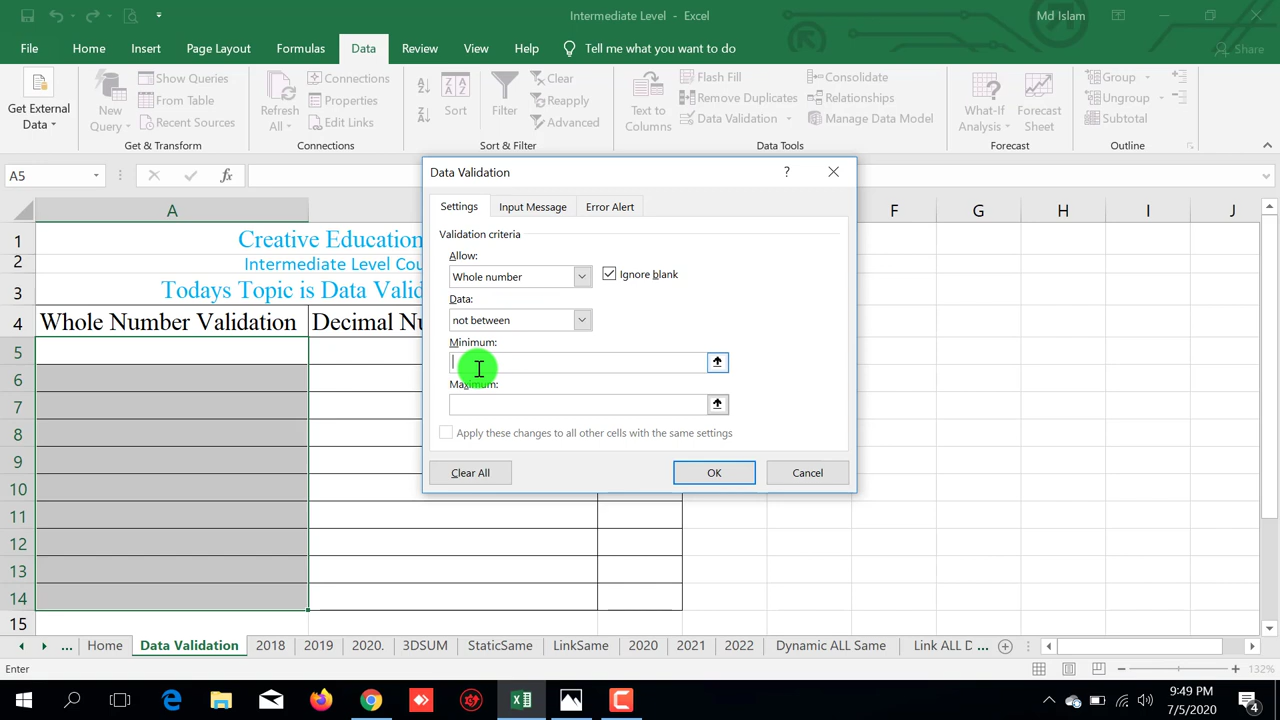 Intermediate Level - Excel
Md Islam
File Home Insert Page Layout Formulas Data Review View Help Tell me what you want to do Share
Get External Data
New Query
Show Queries
From Table
Recent Sources
Get & Transform
Refresh All
Connections
Properties
Edit Links
Connections
Sort
Filter
Clear
Reapply
Advanced
Sort & Filter
Text to Columns
Flash Fill
Remove Duplicates
Data Validation
Consolidate
Relationships
Manage Data Model
Data Tools
What-If Analysis
Forecast Sheet
Forecast
Group
Ungroup
Subtotal
Outline
A5
fx
A F G H I J
1 Creative Education
2 Intermediate Level Cou
3 Todays Topic is Data Valid
4 Whole Number Validation Decimal Nu
5
6
7
8
9
10
11
12
13
14
15
Data Validation
?
Settings Input Message Error Alert
Validation criteria
Allow:
Whole number
Ignore blank
Data:
not between
Minimum:
Maximum:
Apply these changes to all other cells with the same settings
Clear All OK Cancel
... Home Data Validation 2018 2019 2020. 3DSUM StaticSame LinkSame 2020 2021 2022 Dynamic ALL Same Link ALL D ...
Enter
132%
9:49 PM
7/5/2020
4